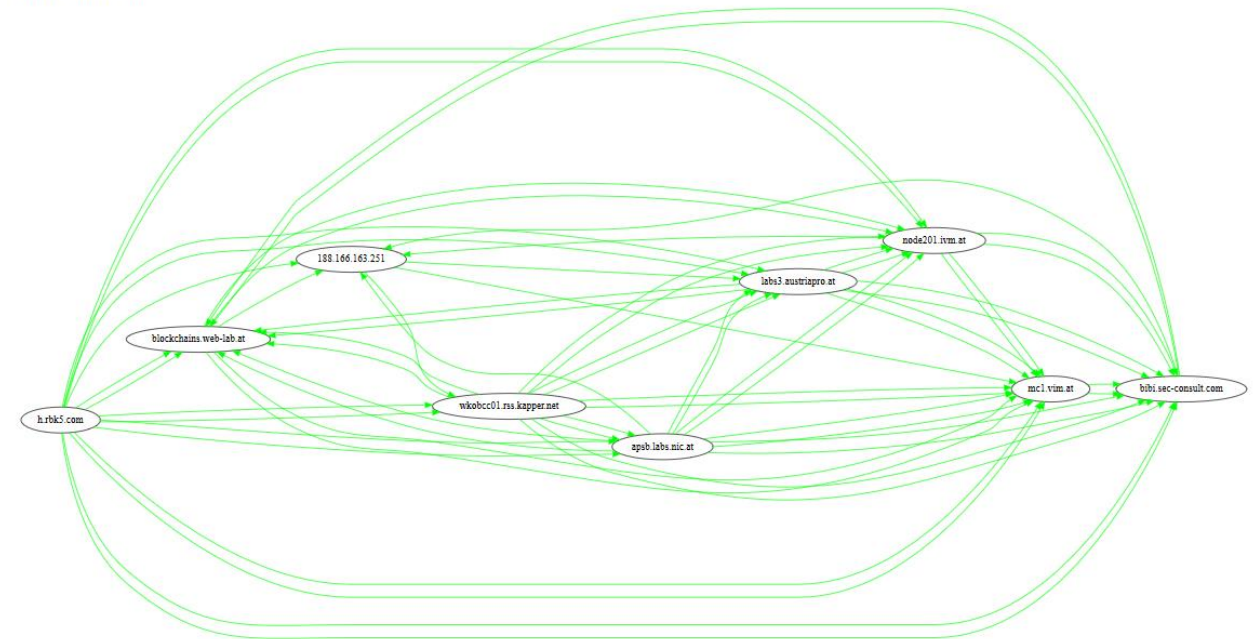 node201.ivm.at
188.166.163.251
labs3.austriapro.at
blockchains.web-lab.at
mc1.vim.at
bibi.sec-consult.com
wkobcc01.rss.kapper.net
h.rbk5.com
apsb.labs.nic.at